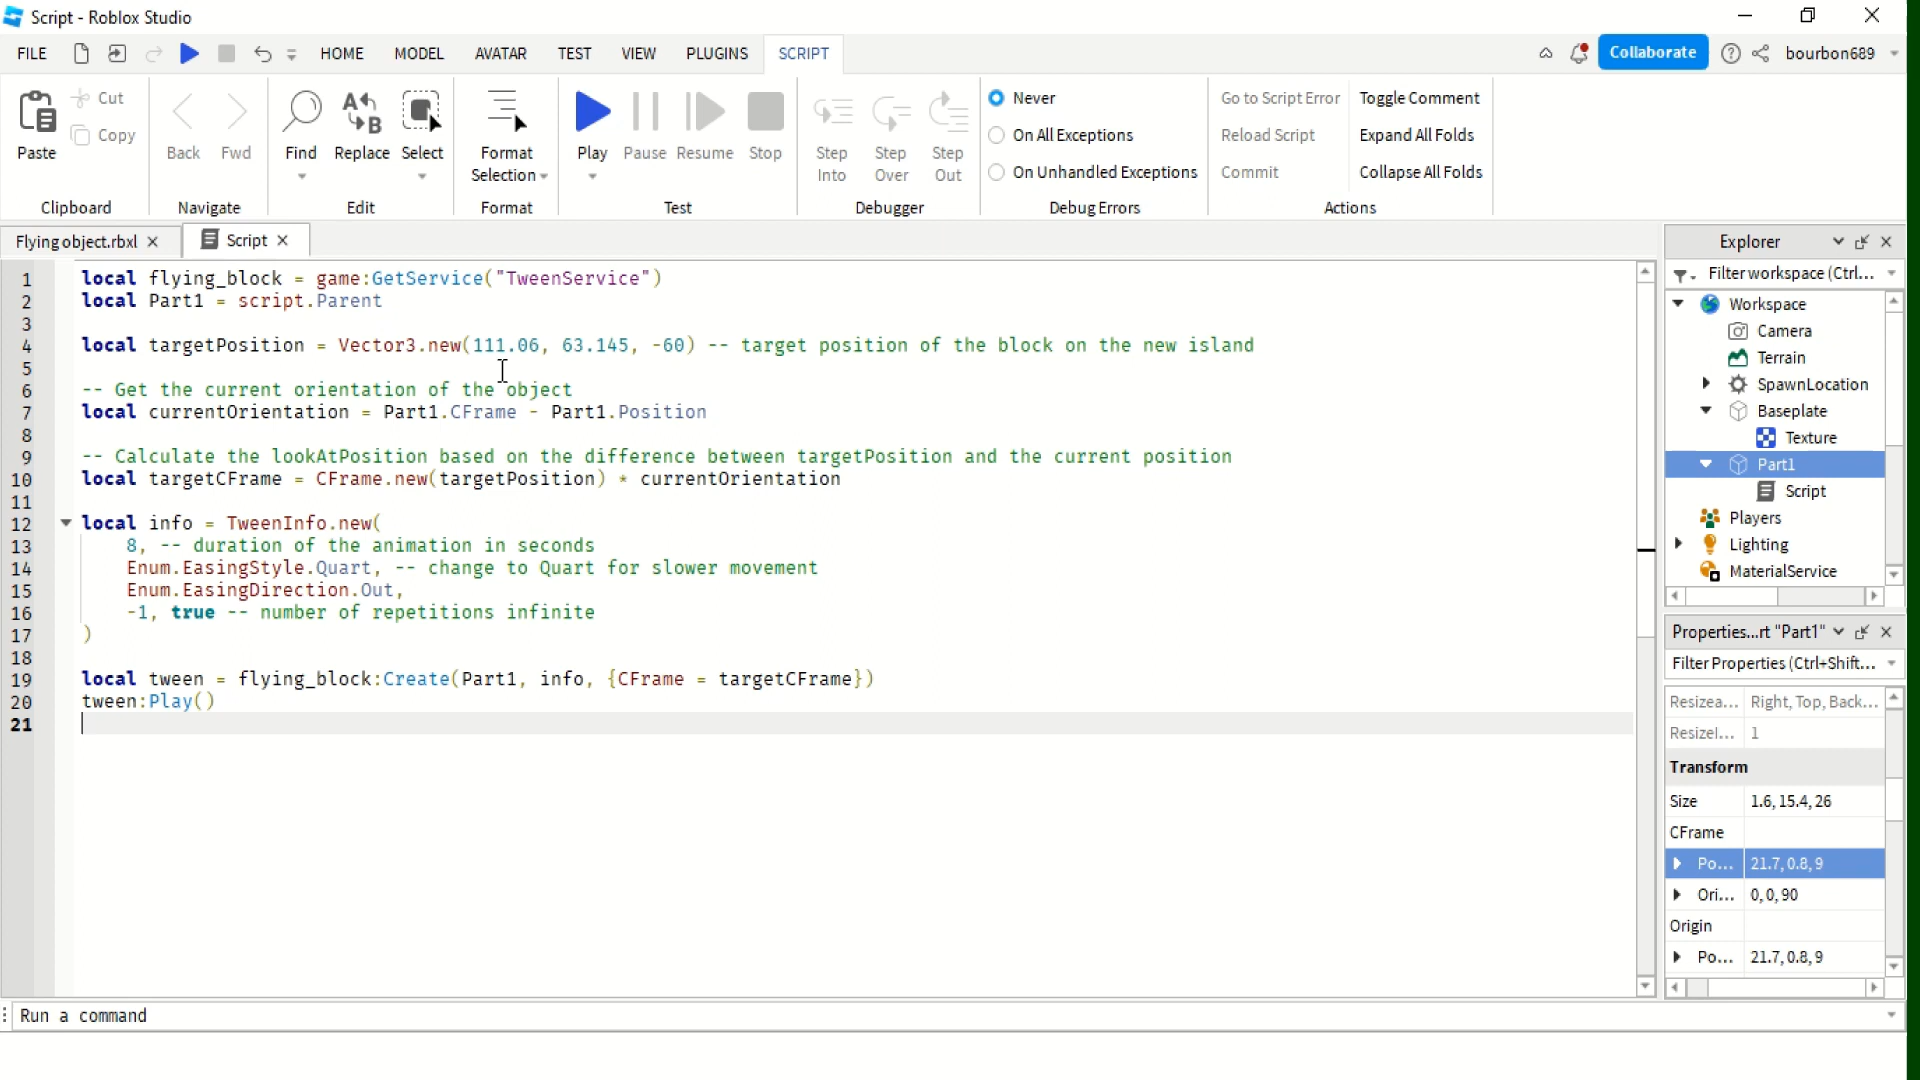 Script - Roblox Studio
FILE HOME MODEL AVATAR TEST VIEW PLUGINS SCRIPT Collaborate bourbon689
Paste Cut Copy
Back Fwd
Find Replace Select
Format Selection
Play Pause Resume Stop
Step Into Step Over Step Out
Never
On All Exceptions
On Unhandled Exceptions
Go to Script Error Toggle Comment
Reload Script Expand All Folds
Commit Collapse All Folds
Clipboard Navigate Edit Format Test Debugger Debug Errors Actions
Flying object.rbxl Script
1 local flying_block = game:GetService("TweenService")
2 local Part1 = script.Parent
3
4 local targetPosition = Vector3.new(111.06, 63.145, -60) -- target position of the block on the new island
5
6 -- Get the current orientation of the object
7 local currentOrientation = Part1.CFrame - Part1.Position
8
9 -- Calculate the lookAtPosition based on the difference between targetPosition and the current position
10 local targetCFrame = CFrame.new(targetPosition) * currentOrientation
11
12 local info = TweenInfo.new(
13 8, -- duration of the animation in seconds
14 Enum.EasingStyle.Quart, -- change to Quart for slower movement
15 Enum.EasingDirection.Out,
16 -1, true -- number of repetitions infinite
17 )
18
19 local tween = flying_block:Create(Part1, info, {CFrame = targetCFrame})
20 tween:Play()
21
Explorer
Filter workspace (Ctrl...
Workspace
Camera
Terrain
SpawnLocation
Baseplate
Texture
Part1
Script
Players
Lighting
MaterialService
Properties...rt "Part1"
Filter Properties (Ctrl+Shift...
Resizea... Right, Top, Back...
Resizel... 1
Transform
Size 1.6, 15.4, 26
CFrame
Po... 21.7, 0.8, 9
Ori... 0, 0, 90
Origin
Po... 21.7, 0.8, 9
Run a command